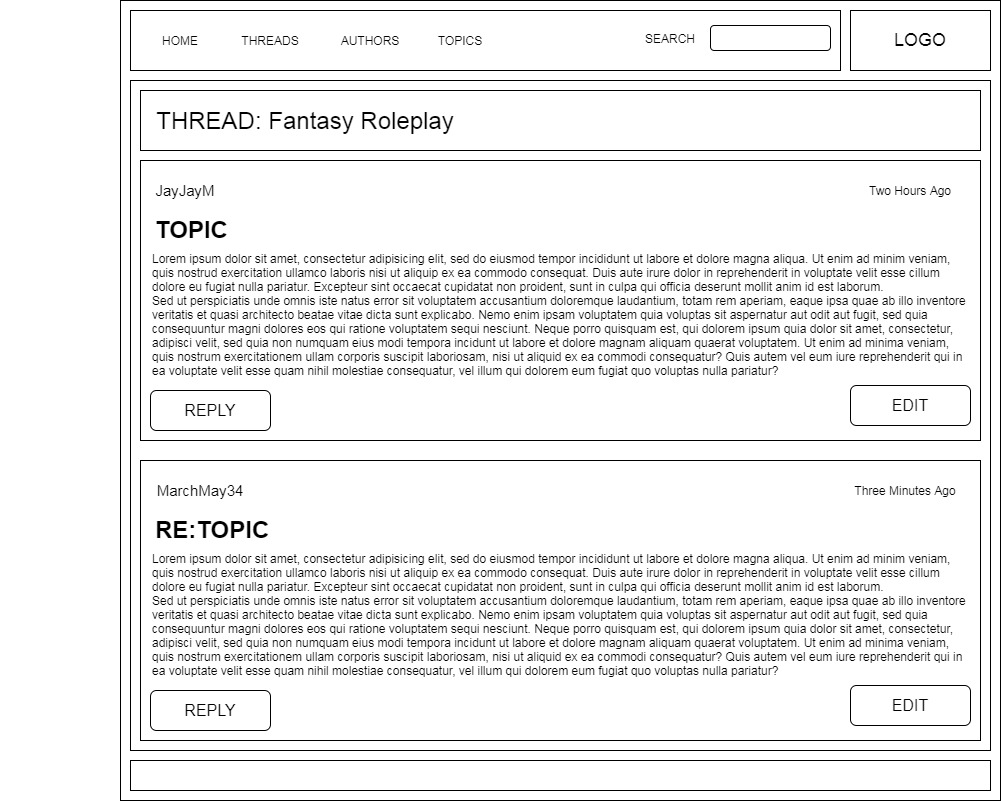 HOME THREADS AUTHORS TOPICS SEARCH LOGO
THREAD: Fantasy Roleplay
JayJayM Two Hours Ago
TOPIC
Lorem ipsum dolor sit amet, consectetur adipisicing elit, sed do eiusmod tempor incididunt ut labore et dolore magna aliqua. Ut enim ad minim veniam,
quis nostrud exercitation ullamco laboris nisi ut aliquip ex ea commodo consequat. Duis aute irure dolor in reprehenderit in voluptate velit esse cillum
dolore eu fugiat nulla pariatur. Excepteur sint occaecat cupidatat non proident, sunt in culpa qui officia deserunt mollit anim id est laborum.
Sed ut perspiciatis unde omnis iste natus error sit voluptatem accusantium doloremque laudantium, totam rem aperiam, eaque ipsa quae ab illo inventore
veritatis et quasi architecto beatae vitae dicta sunt explicabo. Nemo enim ipsam voluptatem quia voluptas sit aspernatur aut odit aut fugit, sed quia
consequuntur magni dolores eos qui ratione voluptatem sequi nesciunt. Neque porro quisquam est, qui dolorem ipsum quia dolor sit amet, consectetur,
adipisci velit, sed quia non numquam eius modi tempora incidunt ut labore et dolore magnam aliquam quaerat voluptatem. Ut enim ad minima veniam,
quis nostrum exercitationem ullam corporis suscipit laboriosam, nisi ut aliquid ex ea commodi consequatur? Quis autem vel eum iure reprehenderit qui in
ea voluptate velit esse quam nihil molestiae consequatur, vel illum qui dolorem eum fugiat quo voluptas nulla pariatur?
REPLY EDIT
MarchMay34 Three Minutes Ago
RE:TOPIC
Lorem ipsum dolor sit amet, consectetur adipisicing elit, sed do eiusmod tempor incididunt ut labore et dolore magna aliqua. Ut enim ad minim veniam,
quis nostrud exercitation ullamco laboris nisi ut aliquip ex ea commodo consequat. Duis aute irure dolor in reprehenderit in voluptate velit esse cillum
dolore eu fugiat nulla pariatur. Excepteur sint occaecat cupidatat non proident, sunt in culpa qui officia deserunt mollit anim id est laborum.
Sed ut perspiciatis unde omnis iste natus error sit voluptatem accusantium doloremque laudantium, totam rem aperiam, eaque ipsa quae ab illo inventore
veritatis et quasi architecto beatae vitae dicta sunt explicabo. Nemo enim ipsam voluptatem quia voluptas sit aspernatur aut odit aut fugit, sed quia
consequuntur magni dolores eos qui ratione voluptatem sequi nesciunt. Neque porro quisquam est, qui dolorem ipsum quia dolor sit amet, consectetur,
adipisci velit, sed quia non numquam eius modi tempora incidunt ut labore et dolore magnam aliquam quaerat voluptatem. Ut enim ad minima veniam,
quis nostrum exercitationem ullam corporis suscipit laboriosam, nisi ut aliquid ex ea commodi consequatur? Quis autem vel eum iure reprehenderit qui in
ea voluptate velit esse quam nihil molestiae consequatur, vel illum qui dolorem eum fugiat quo voluptas nulla pariatur?
REPLY EDIT